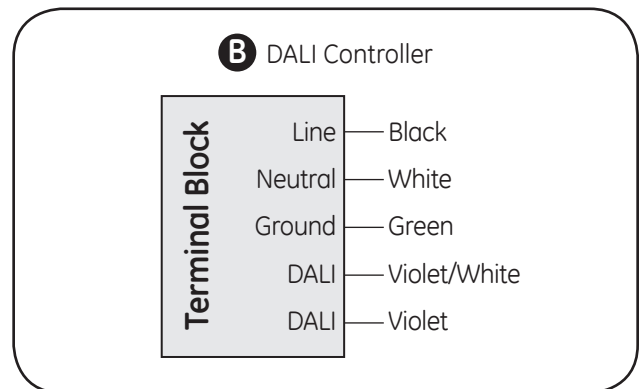 B DALI Controller
Terminal Block
Line Black
Neutral White
Ground Green
DALI Violet/White
DALI Violet